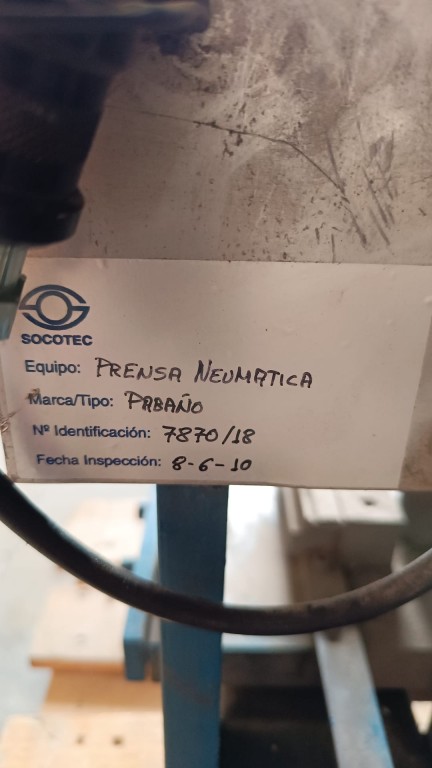 SOCOTEC
Equipo: PRENSA NEUMATICA
Marca/Tipo: PABAÑO
Nº Identificación: 7870/18
Fecha Inspección: 8-6-10